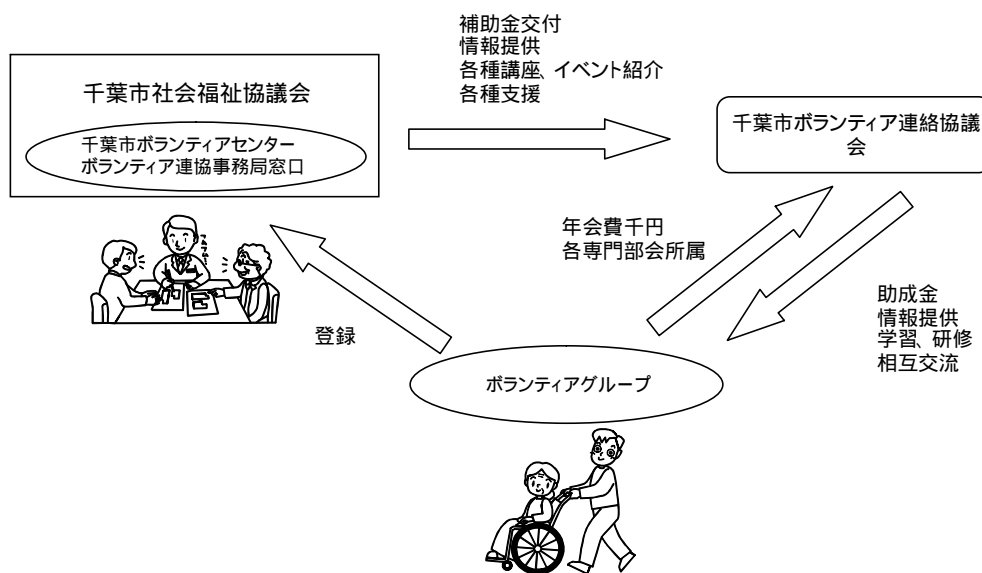 補助金交付
情報提供
各種講座、イベント紹介
各種支援
千葉市社会福祉協議会
千葉市ボランティアセンター
ボランティア連協事務局窓口
千葉市ボランティア連絡協議
会
年会費千円
各専門部会所属
助成金
情報提供
学習、研修
相互交流
登録
ボランティアグループ